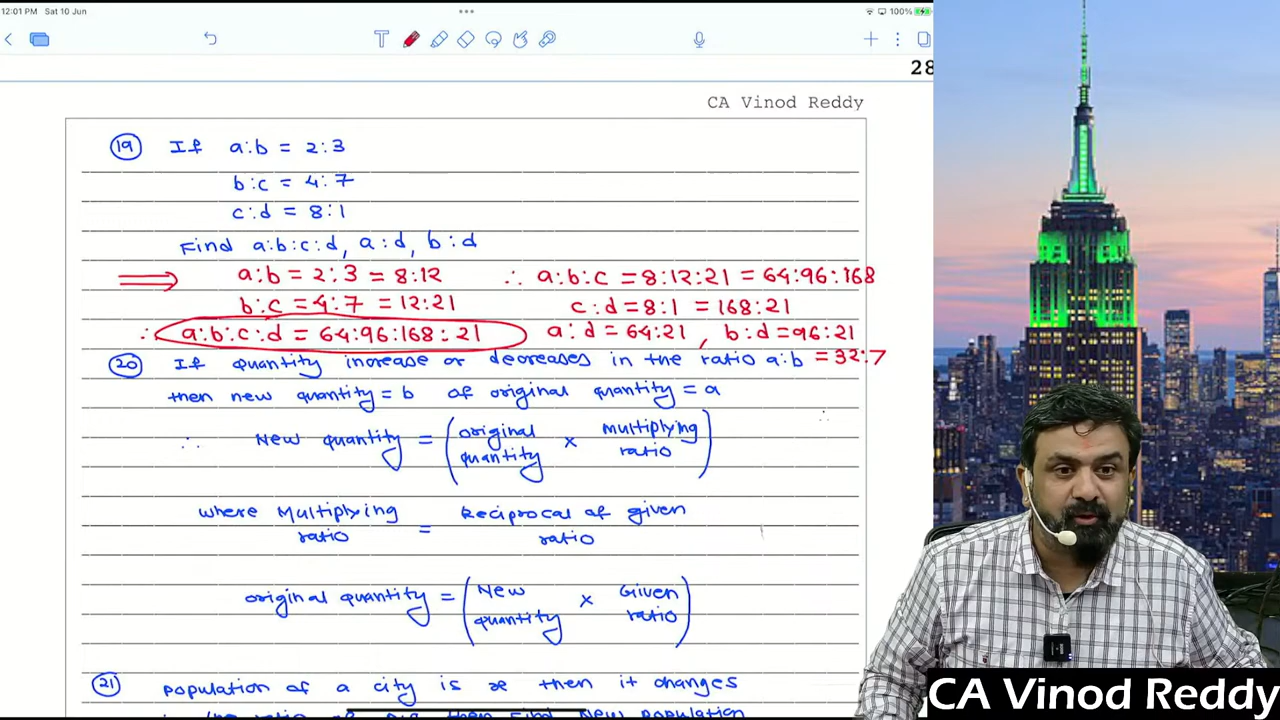 12:01 PM Sat 10 Jun
100%
T
28
CA Vinod Reddy
19 If a:b = 2:3
b:c = 4:7
c:d = 8:1
Find a:b:c:d, a:d, b:d
⟹ a:b = 2:3 = 8:12 ∴ a:b:c = 8:12:21 = 64:96:168
b:c = 4:7 = 12:21 c:d = 8:1 = 168:21
∴ a:b:c:d = 64:96:168:21 a:d = 64:21, b:d = 96:21
= 32:7
20 If quantity increase or decreases in the ratio a:b
then new quantity = b of original quantity = a
∴ New quantity = (original quantity × multiplying ratio)
where Multiplying ratio = Reciprocal of given ratio
original quantity = (New quantity × Given ratio)
21 population of a city is x then it changes
New population
CA Vinod Reddy